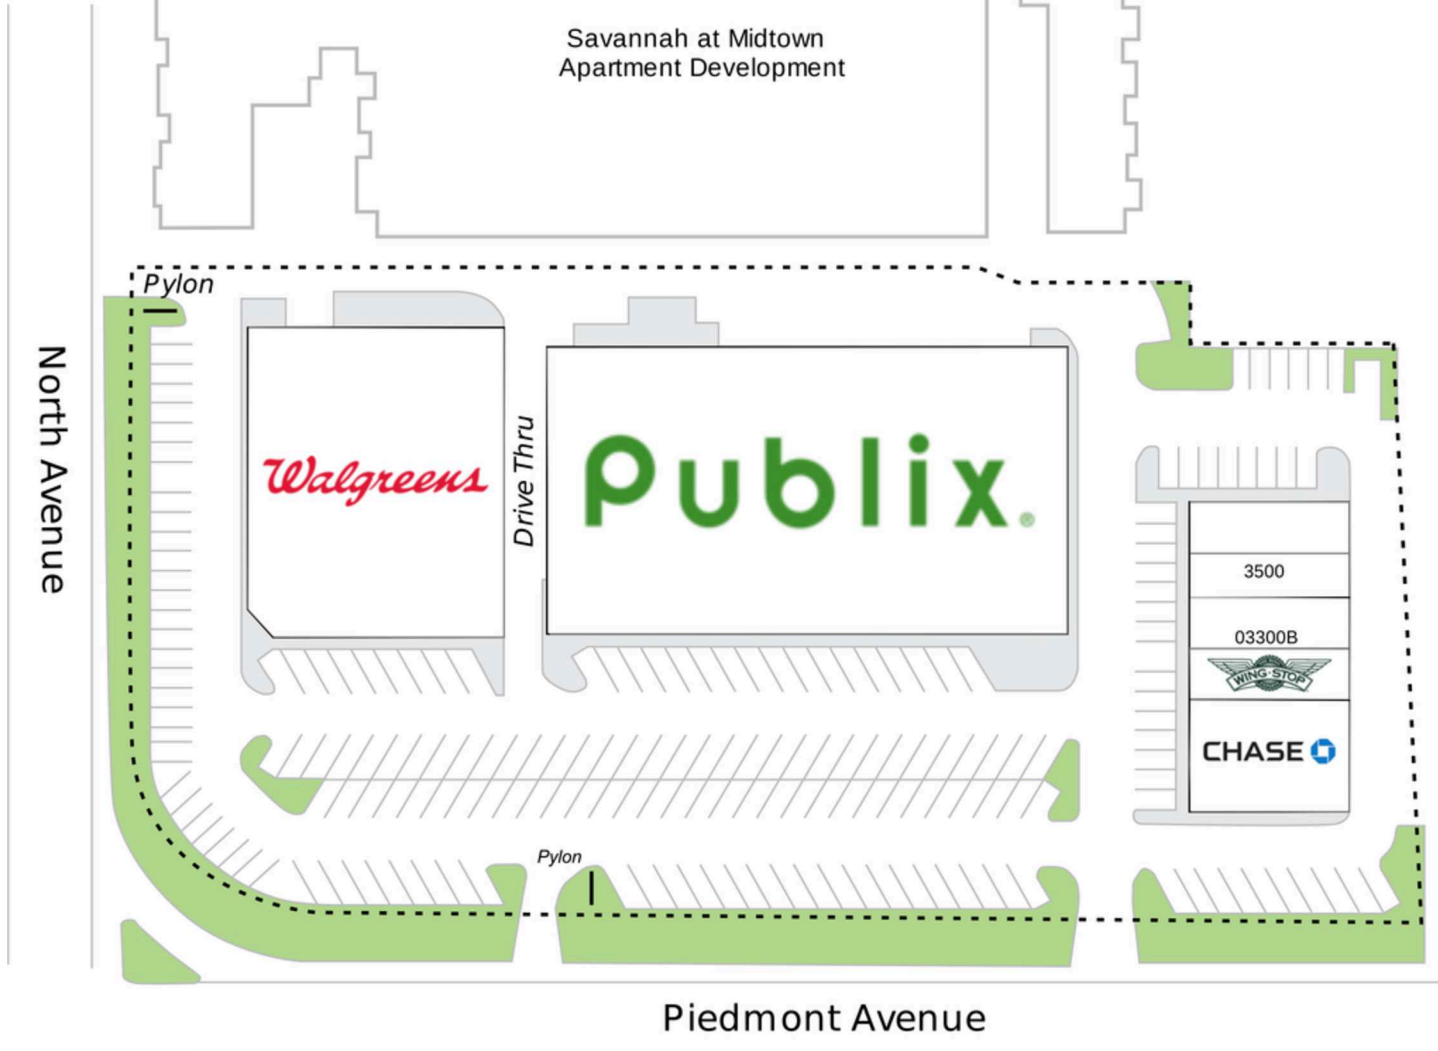 Savannah at Midtown
Apartment Development
Pylon
North Avenue
Walgreens
Drive Thru
Publix®
3500
03300B
WING·STOP
CHASE
Pylon
Piedmont Avenue